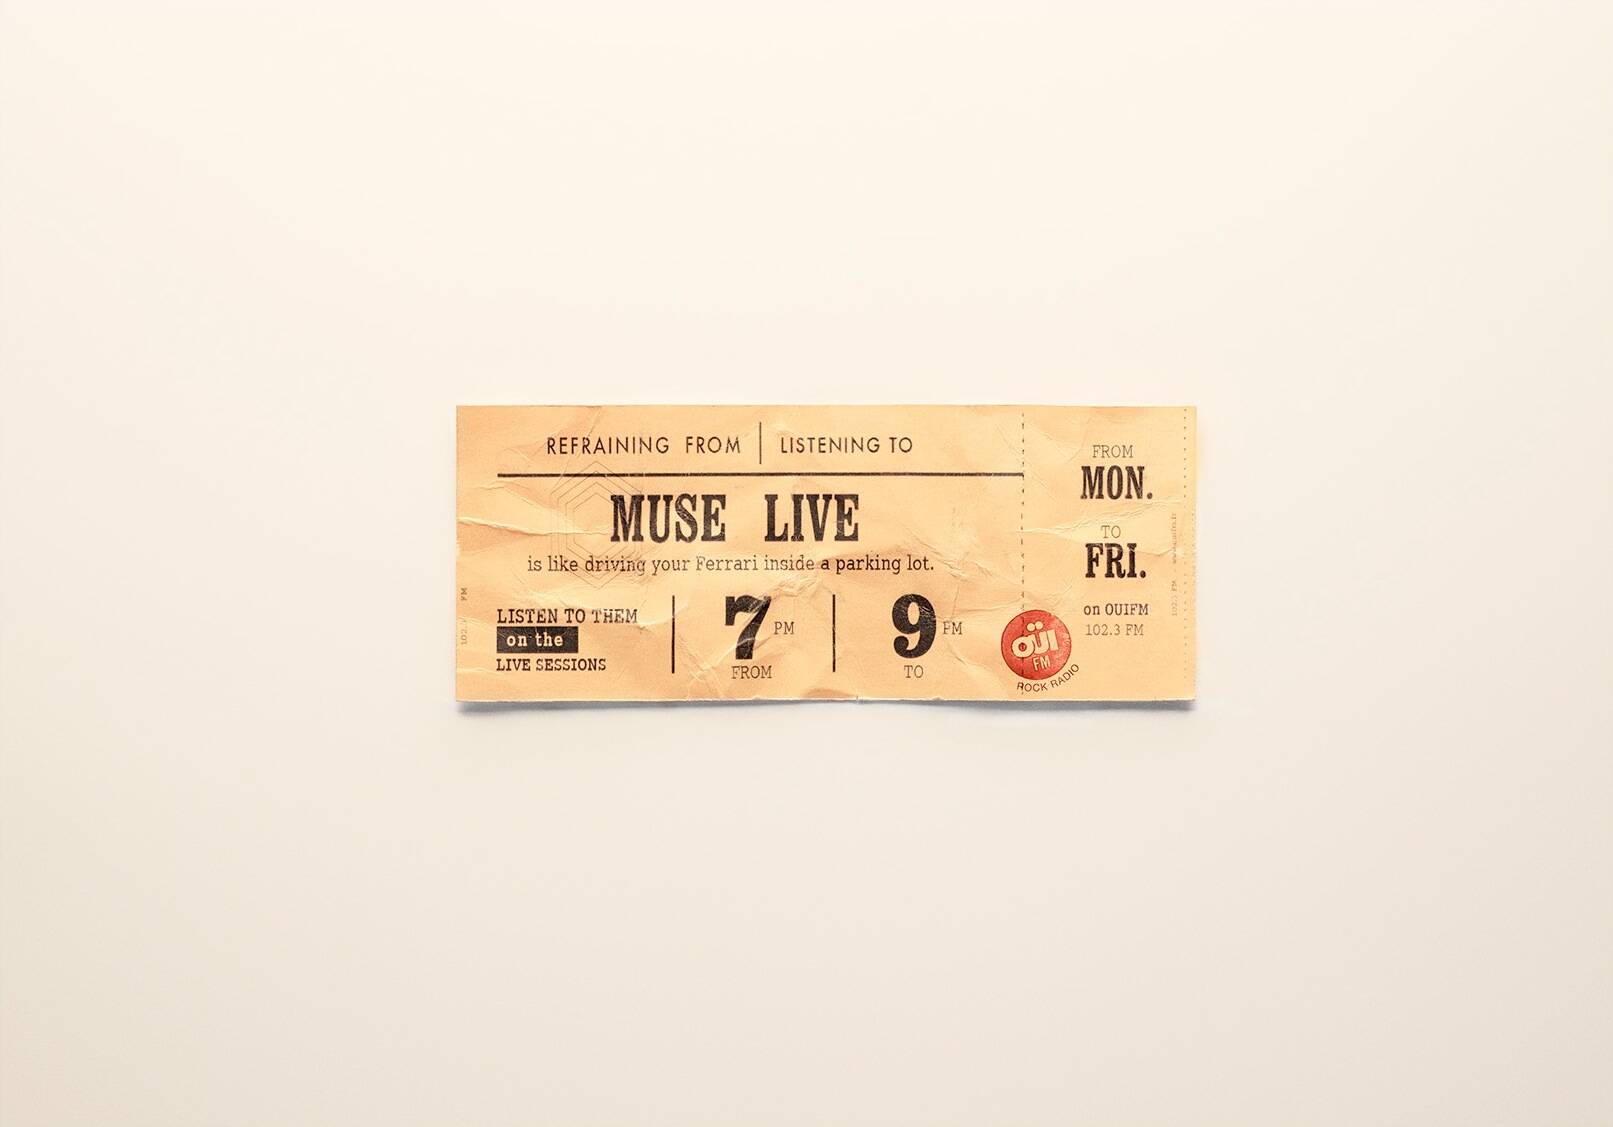 REFRAINING FROM LISTENING TO
MUSE LIVE
is like driving your Ferrari inside a parking lot.
LISTEN TO THEM
on the
LIVE SESSIONS
7 PM
FROM
9 PM
TO
FROM
MON.
TO
FRI.
on OUIFM
102.3 FM
OÜI
FM
ROCK RADIO